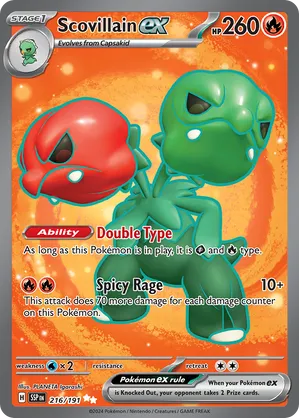 STAGE 1 Scovillain ex HP 260
Evolves from Capsakid
Ability Double Type
As long as this Pokémon is in play, it is and type.
Spicy Rage 10+
This attack does 70 more damage for each damage counter
on this Pokémon.
weakness ×2 resistance retreat
Illus. PLANETA Igarashi
Pokémon ex rule When your Pokémon ex
is Knocked Out, your opponent takes 2 Prize cards.
H SSP EN 216/191
©2024 Pokémon / Nintendo / Creatures / GAME FREAK